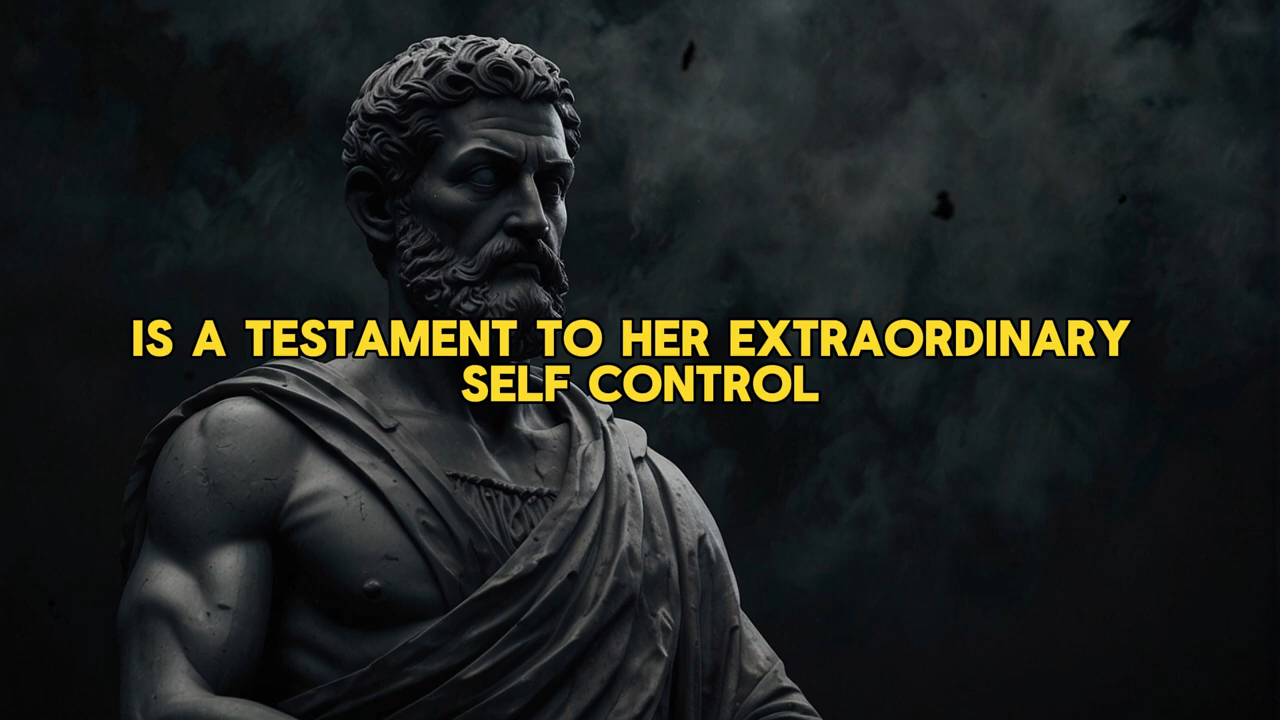 IS A TESTAMENT TO HER EXTRAORDINARY
SELF CONTROL